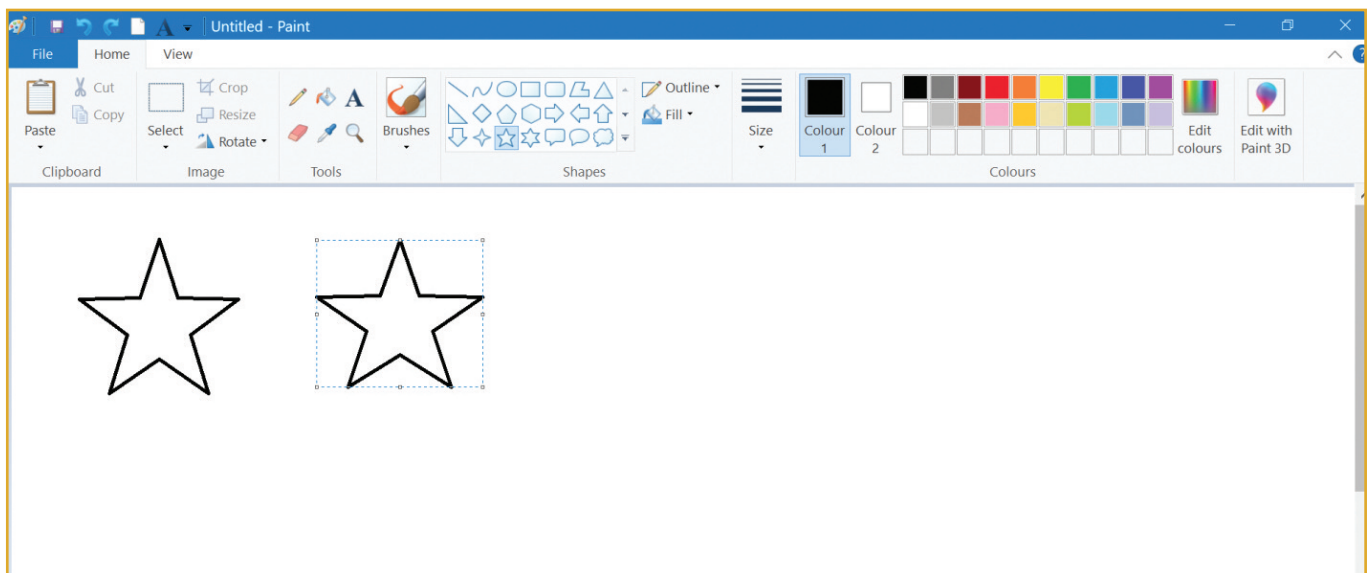 Untitled - Paint
File Home View
Paste
Cut
Copy
Clipboard
Select
Crop
Resize
Rotate
Image
A
Tools
Brushes
Outline
Fill
Shapes
Size
Colour 1
Colour 2
Edit colours
Colours
Edit with Paint 3D